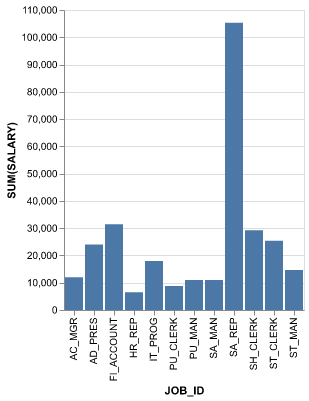 110,000
100,000
90,000
80,000
70,000
60,000
50,000
40,000
30,000
20,000
10,000
0
SUM(SALARY)
AC_MGR
AD_PRES
FI_ACCOUNT
HR_REP
IT_PROG
PU_CLERK
PU_MAN
SA_MAN
SA_REP
SH_CLERK
ST_CLERK
ST_MAN
JOB_ID